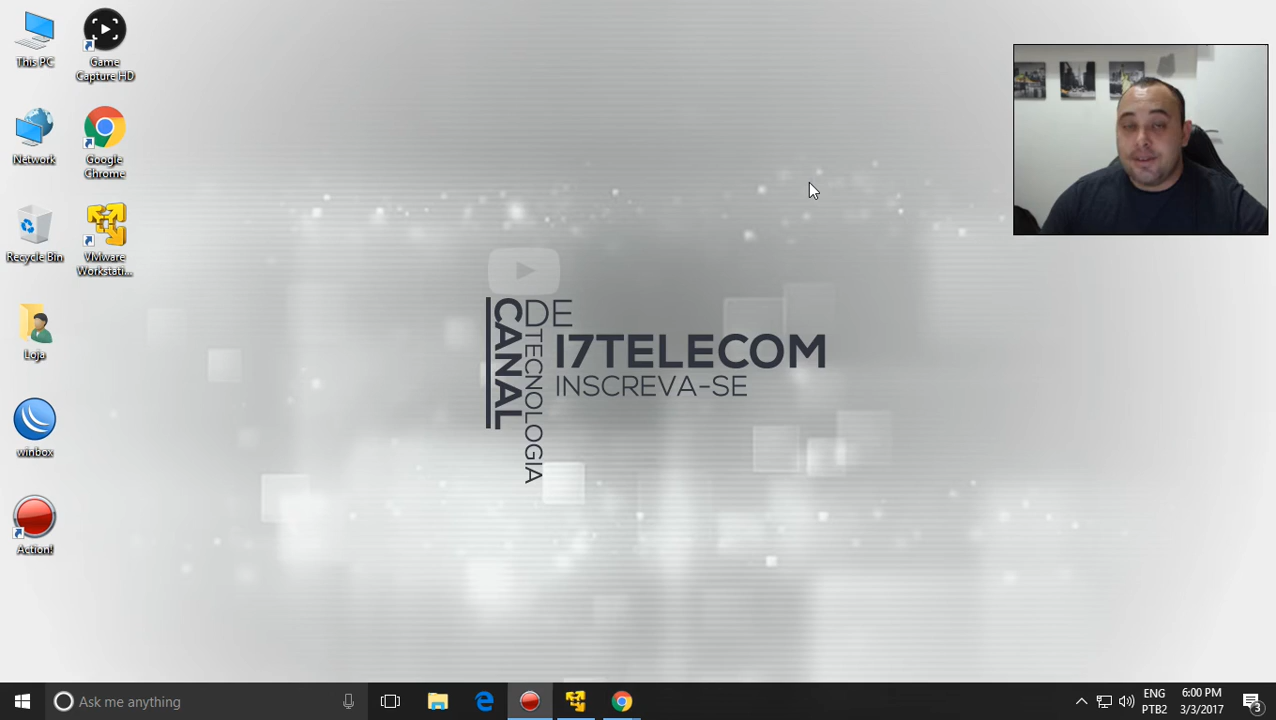 This PC
Game
Capture HD
Network
Google
Chrome
Recycle Bin
VMware
Workstati...
Loja
winbox
Action!
CANAL
DE
TECNOLOGIA
I7TELECOM
INSCREVA-SE
Ask me anything
ENG
PTB2
6:00 PM
3/3/2017
3